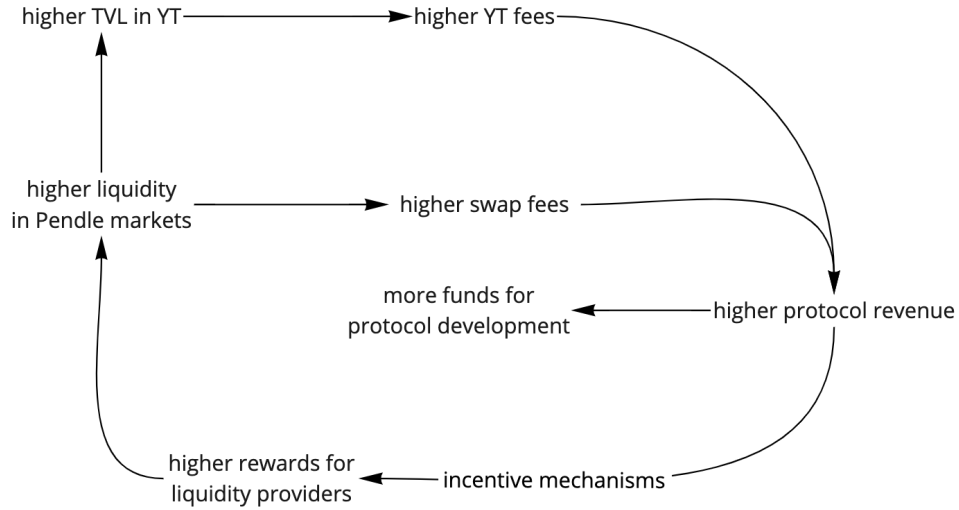 higher TVL in YT
higher YT fees
higher liquidity
in Pendle markets
higher swap fees
more funds for
protocol development
higher protocol revenue
higher rewards for
liquidity providers
incentive mechanisms